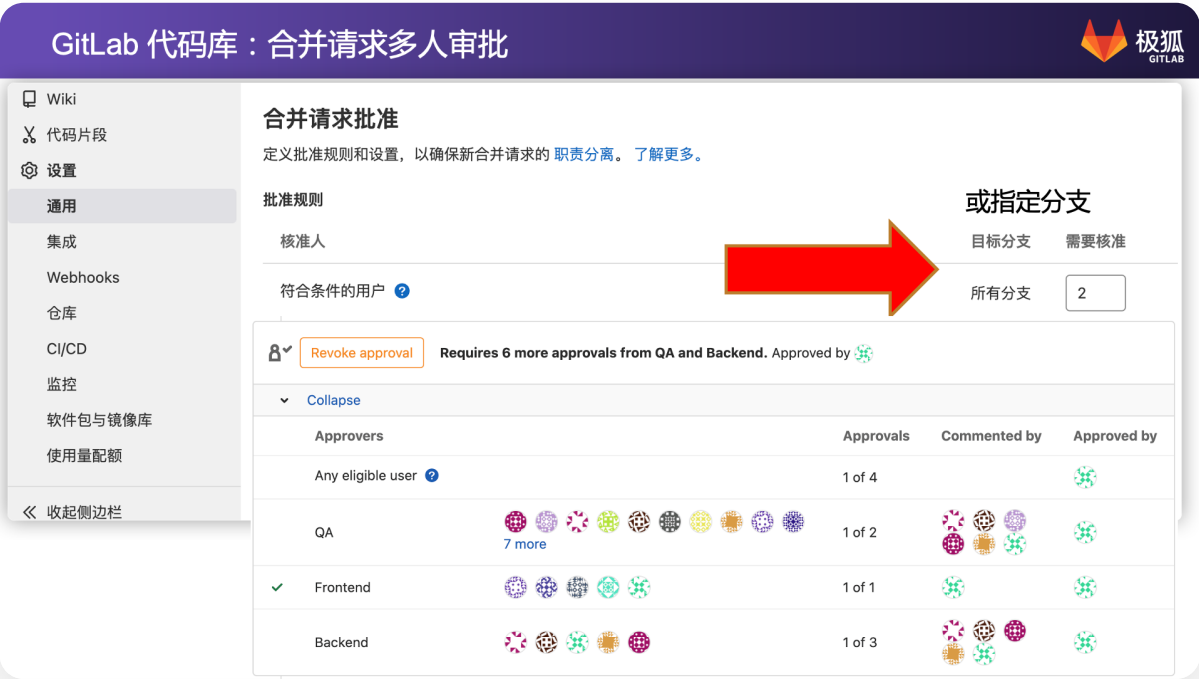 GitLab 代码库：合并请求多人审批
极狐
GITLAB
Wiki
代码片段
设置
通用
集成
Webhooks
仓库
CI/CD
监控
软件包与镜像库
使用量配额
收起侧边栏
合并请求批准
定义批准规则和设置，以确保新合并请求的 职责分离。 了解更多。
批准规则
或指定分支
核准人 目标分支 需要核准
符合条件的用户 ? 所有分支 2
Revoke approval Requires 6 more approvals from QA and Backend. Approved by
Collapse
Approvers Approvals Commented by Approved by
Any eligible user ? 1 of 4
QA 1 of 2
7 more
Frontend 1 of 1
Backend 1 of 3